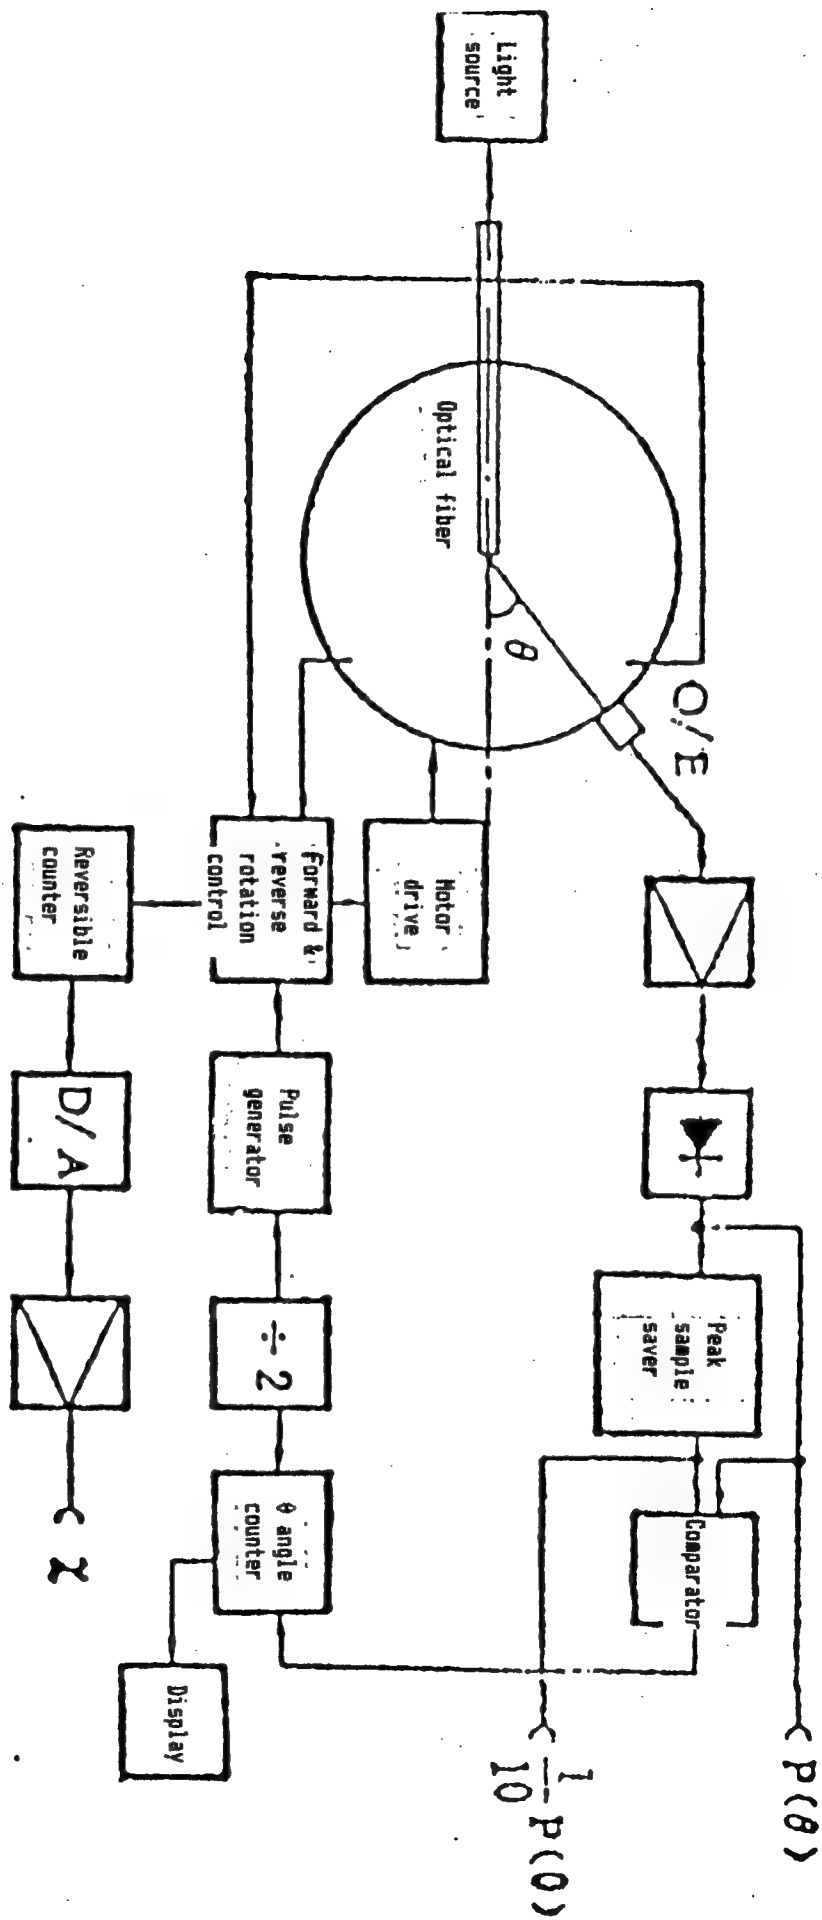 P(θ)
O/E
Peak
sample
saver
Comparator
1
10
P(0)
θ
Light
source
Optical fiber
Motor
drive
Forward &
reverse
rotation
control
Pulse
generator
÷ 2
θ angle
counter
Display
Reversible
counter
D/A
X